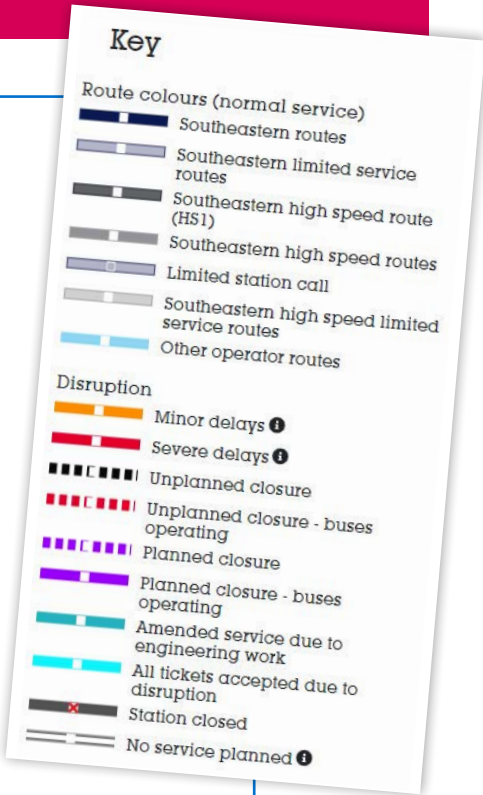 Key
Route colours (normal service)
Southeastern routes
Southeastern limited service
routes
Southeastern high speed route
(HS1)
Southeastern high speed routes
Limited station call
Southeastern high speed limited
service routes
Other operator routes
Disruption
Minor delays i
Severe delays i
Unplanned closure
Unplanned closure - buses
operating
Planned closure
Planned closure - buses
operating
Amended service due to
engineering work
All tickets accepted due to
disruption
Station closed
No service planned i